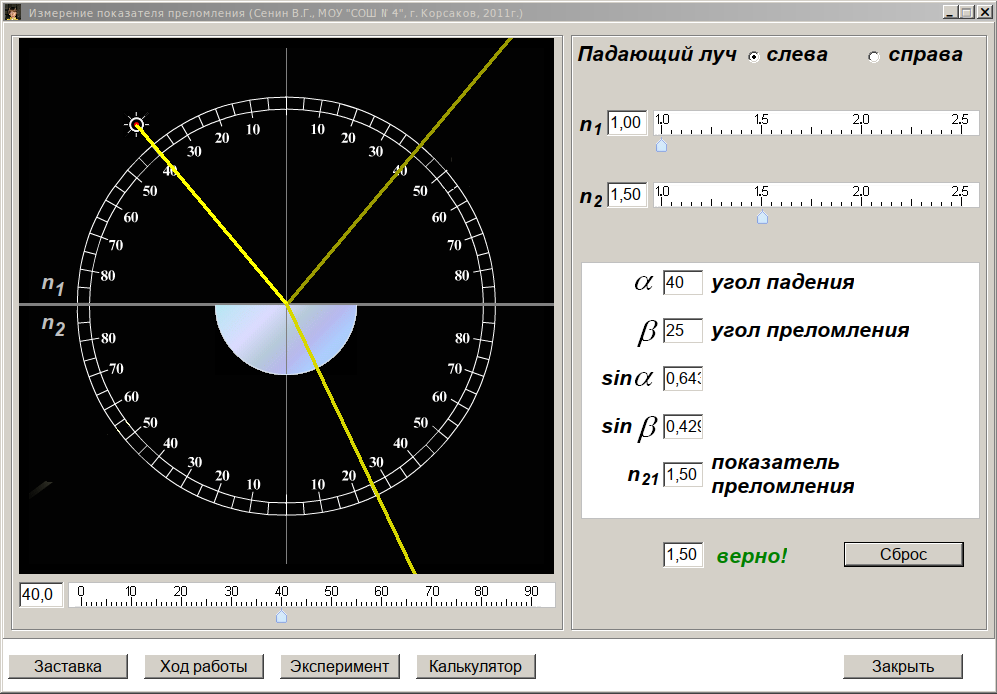 Измерение показателя преломления (Сенин В.Г., МОУ "СОШ № 4", г. Корсаков, 2011г.)
Падающий луч слева справа
n1 1,00 1.0 1.5 2.0 2.5
n2 1,50 1.0 1.5 2.0 2.5
10 10
20 20
30 30
40 40
50 50
60 60
70 70
80 80
n1
n2
80 80
70 70
60 60
50 50
40 40
30 30
20 20
10 10
α 40 угол падения
β 25 угол преломления
sin α 0,643
sin β 0,429
n21 1,50 показатель
преломления
1,50 верно! Сброс
40,0 0 10 20 30 40 50 60 70 80 90
Заставка Ход работы Эксперимент Калькулятор Закрыть